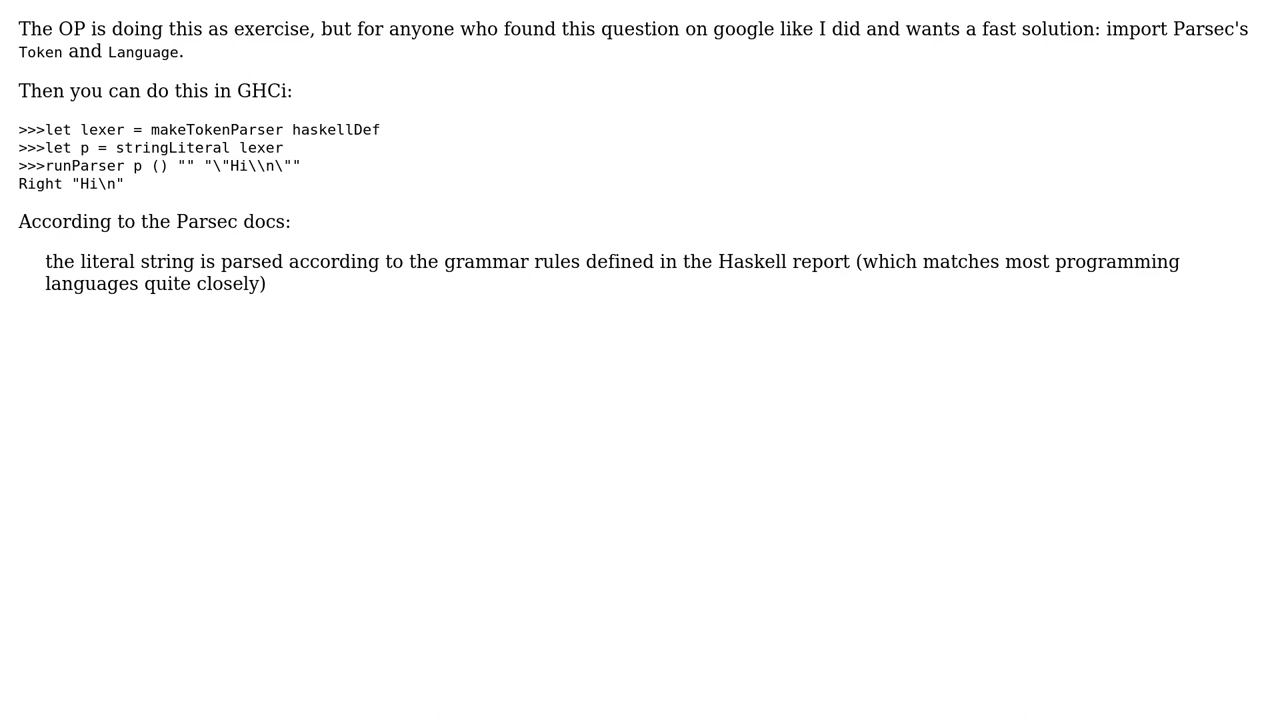 The OP is doing this as exercise, but for anyone who found this question on google like I did and wants a fast solution: import Parsec's
Token and Language.
Then you can do this in GHCi:
>>>let lexer = makeTokenParser haskellDef
>>>let p = stringLiteral lexer
>>>runParser p () "" "\"Hi\\n\""
Right "Hi\n"
According to the Parsec docs:
the literal string is parsed according to the grammar rules defined in the Haskell report (which matches most programming
languages quite closely)